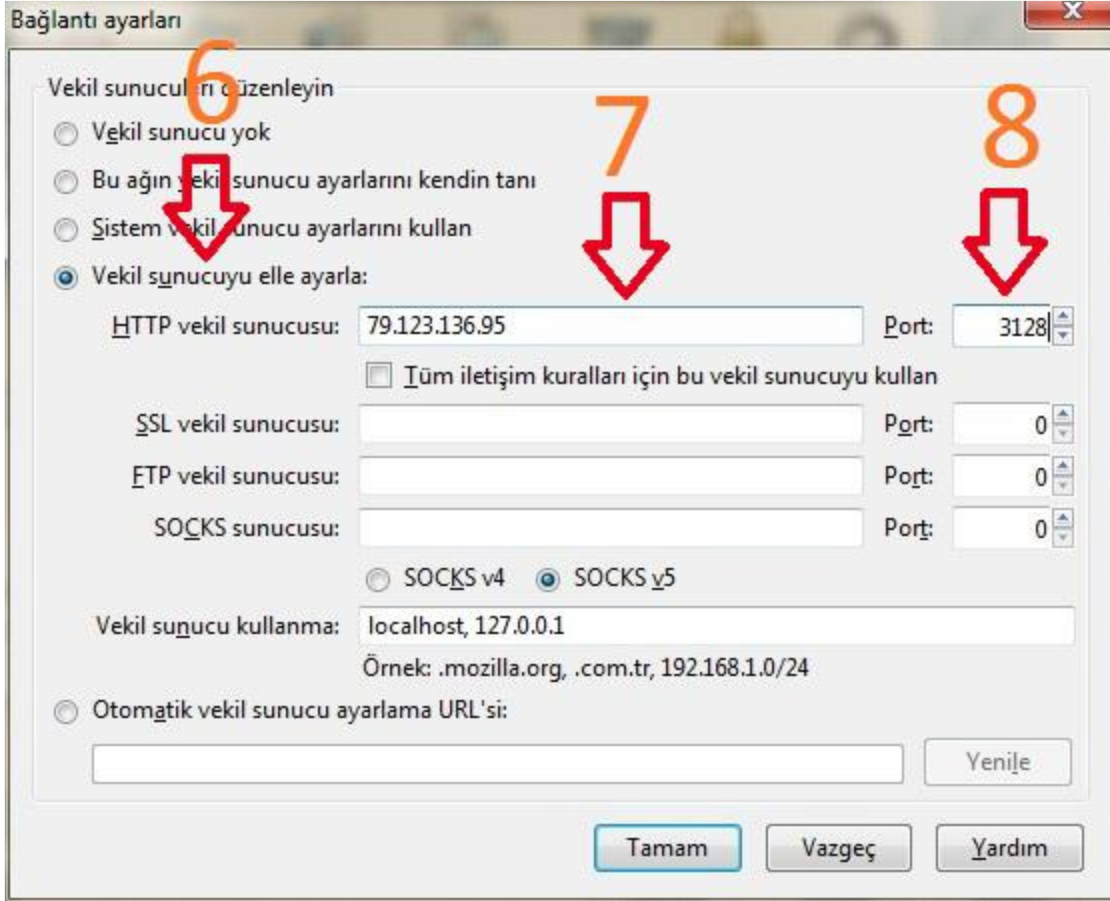 Bağlantı ayarları
6
7
8
Vekil sunucuları düzenleyin
Vekil sunucu yok
Bu ağın vekil sunucu ayarlarını kendin tanı
Sistem vekil sunucu ayarlarını kullan
Vekil sunucuyu elle ayarla:
HTTP vekil sunucusu: 79.123.136.95 Port: 3128
Tüm iletişim kuralları için bu vekil sunucuyu kullan
SSL vekil sunucusu: Port: 0
FTP vekil sunucusu: Port: 0
SOCKS sunucusu: Port: 0
SOCKS v4 SOCKS v5
Vekil sunucu kullanma: localhost, 127.0.0.1
Örnek: .mozilla.org, .com.tr, 192.168.1.0/24
Otomatik vekil sunucu ayarlama URL'si:
Yenile
Tamam Vazgeç Yardım